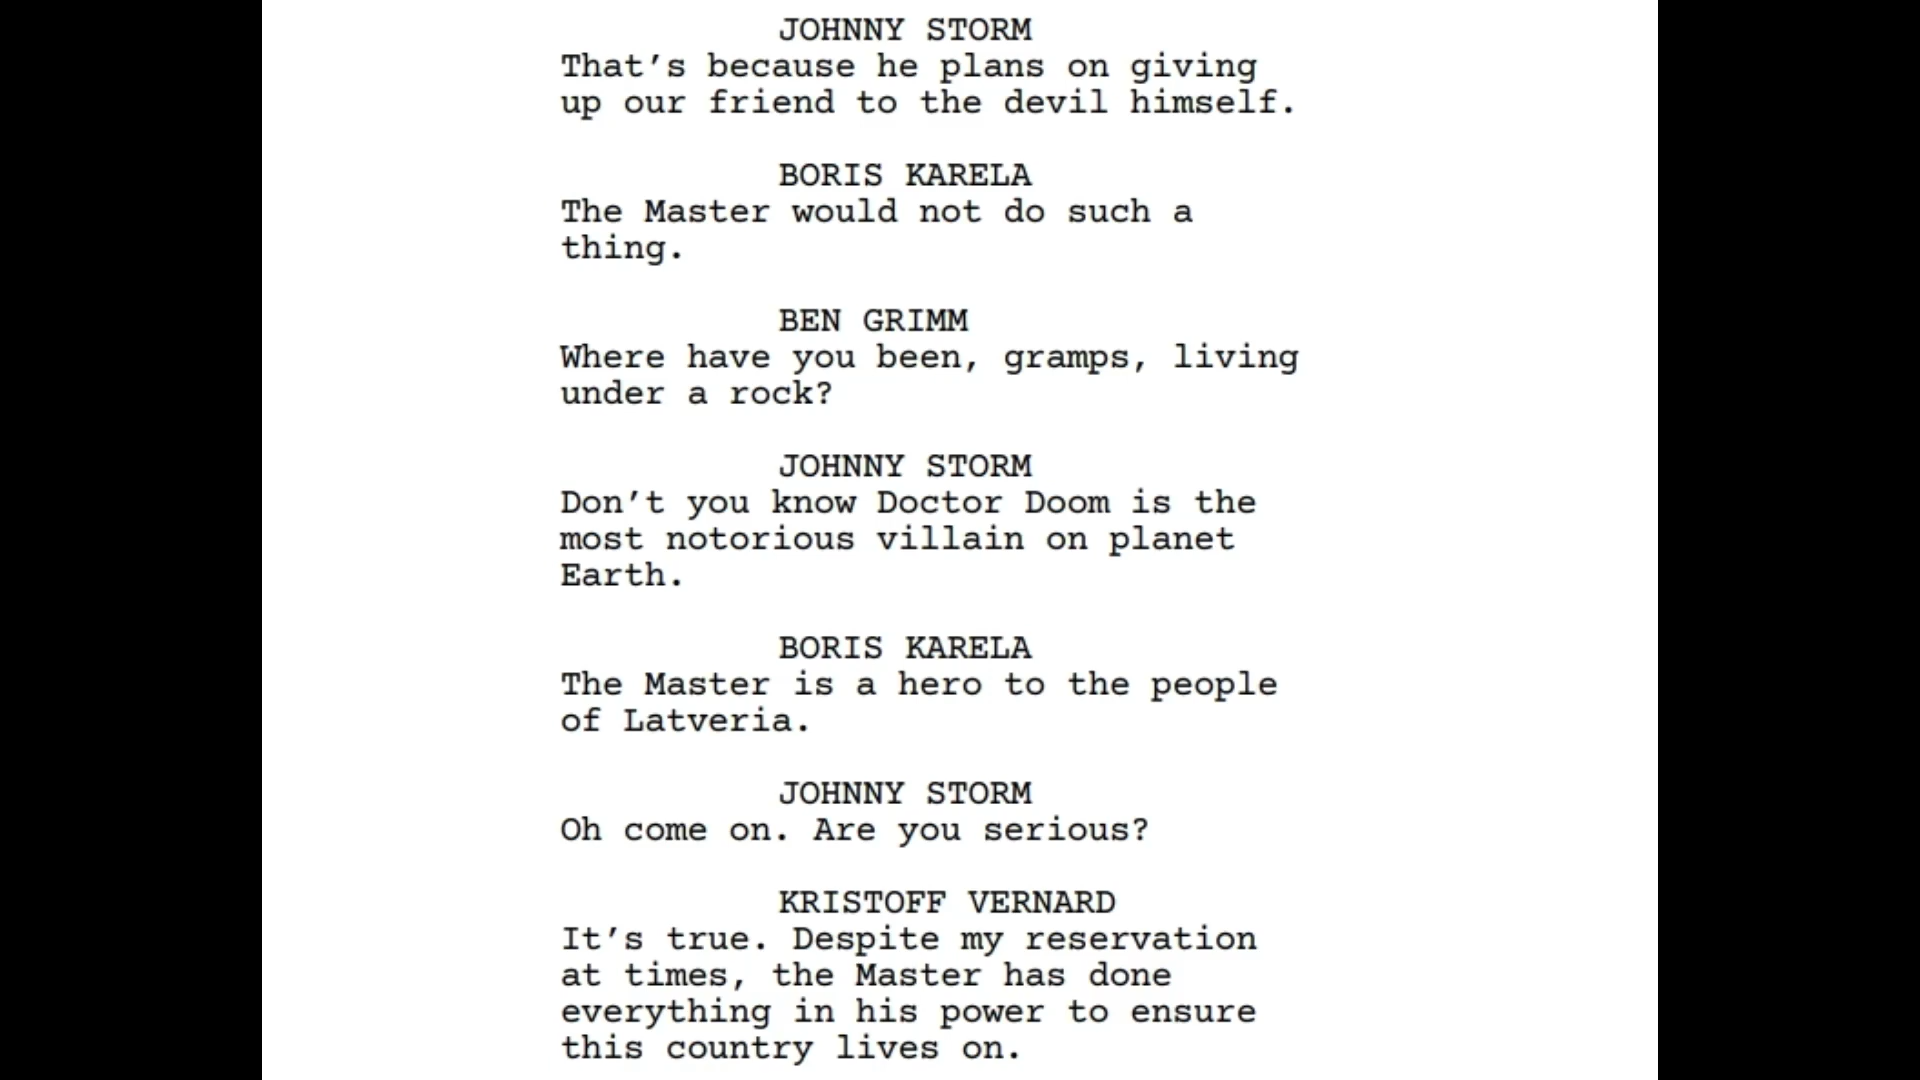 JOHNNY STORM
That’s because he plans on giving
up our friend to the devil himself.
BORIS KARELA
The Master would not do such a
thing.
BEN GRIMM
Where have you been, gramps, living
under a rock?
JOHNNY STORM
Don’t you know Doctor Doom is the
most notorious villain on planet
Earth.
BORIS KARELA
The Master is a hero to the people
of Latveria.
JOHNNY STORM
Oh come on. Are you serious?
KRISTOFF VERNARD
It’s true. Despite my reservation
at times, the Master has done
everything in his power to ensure
this country lives on.